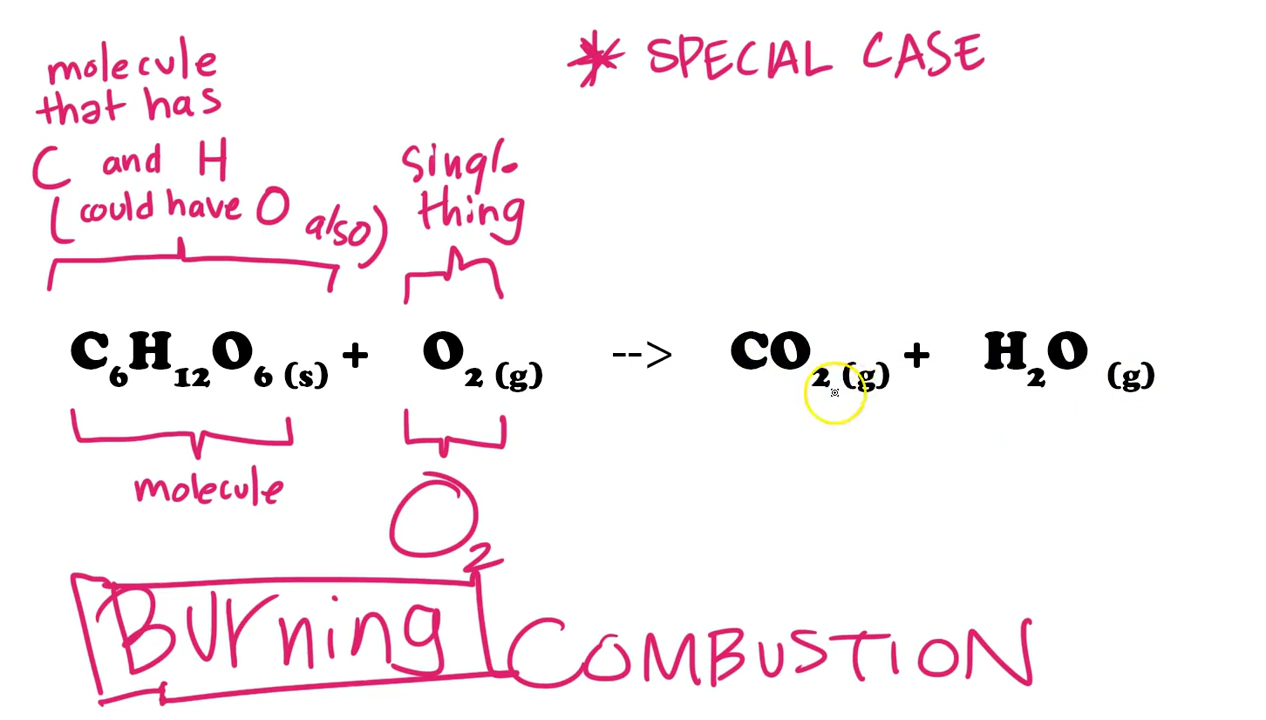 * SPECIAL CASE
molecule
that has
C and H
(could have O also)
single
thing
C₆H₁₂O₆ (s) + O₂ (g) --> CO₂ (g) + H₂O (g)
molecule
O₂
Burning COMBUSTION